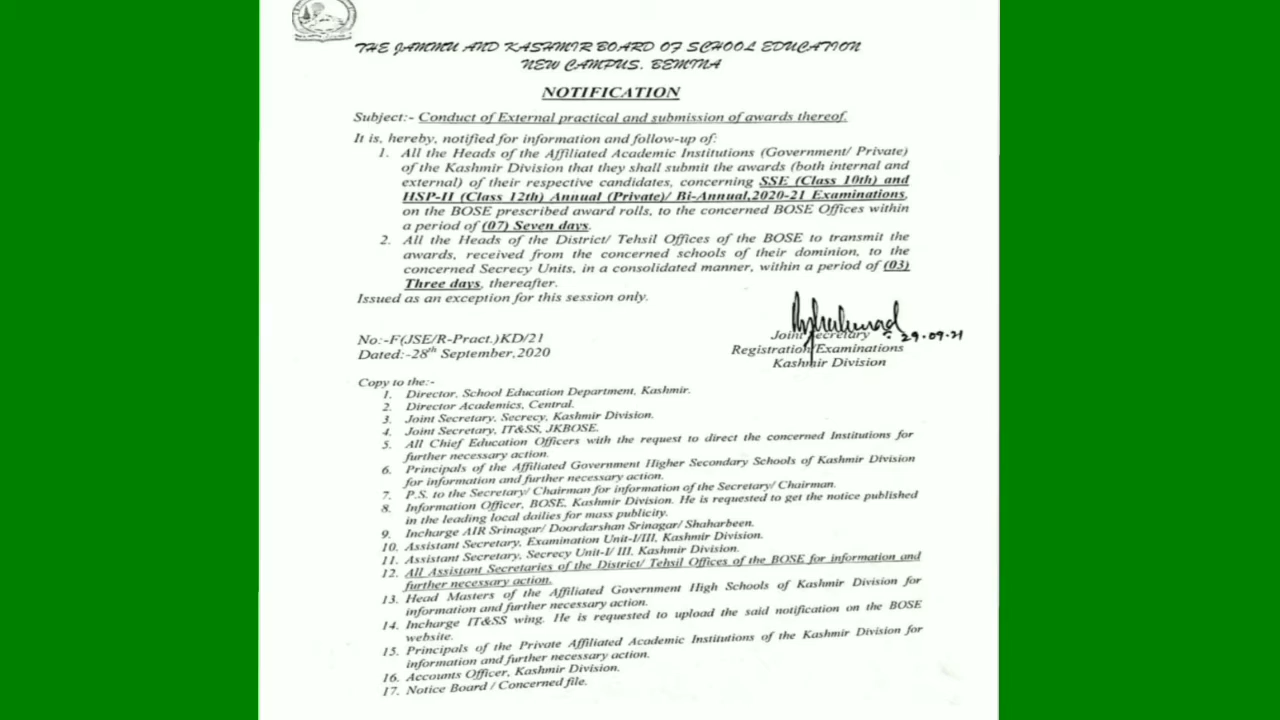 THE JAMMU AND KASHMIR BOARD OF SCHOOL EDUCATION
NEW CAMPUS, BEMINA
NOTIFICATION
Subject:- Conduct of External practical and submission of awards thereof.
It is, hereby, notified for information and follow-up of:
1. All the Heads of the Affiliated Academic Institutions (Government/ Private)
of the Kashmir Division that they shall submit the awards (both internal and
external) of their respective candidates, concerning SSE (Class 10th) and
HSP-II (Class 12th) Annual (Private)/ Bi-Annual,2020-21 Examinations,
on the BOSE prescribed award rolls, to the concerned BOSE Offices within
a period of (07) Seven days.
2. All the Heads of the District/ Tehsil Offices of the BOSE to transmit the
awards, received from the concerned schools of their dominion, to the
concerned Secrecy Units, in a consolidated manner, within a period of (03)
Three days, thereafter.
Issued as an exception for this session only.
29-09-21
Joint Secretary
Registration/Examinations
Kashmir Division
No:-F(JSE/R-Pract.)KD/21
Dated:-28th September,2020
Copy to the:-
1. Director, School Education Department, Kashmir.
2. Director Academics, Central.
3. Joint Secretary, Secrecy, Kashmir Division.
4. Joint Secretary, IT&SS, JKBOSE.
5. All Chief Education Officers with the request to direct the concerned Institutions for
further necessary action.
6. Principals of the Affiliated Government Higher Secondary Schools of Kashmir Division
for information and further necessary action.
7. P.S. to the Secretary/ Chairman for information of the Secretary/ Chairman.
8. Information Officer, BOSE, Kashmir Division. He is requested to get the notice published
in the leading local dailies for mass publicity.
9. Incharge AIR Srinagar/ Doordarshan Srinagar/ Shaharbeen.
10. Assistant Secretary, Examination Unit-I/III, Kashmir Division.
11. Assistant Secretary, Secrecy Unit-I/ III, Kashmir Division.
12. All Assistant Secretaries of the District/ Tehsil Offices of the BOSE for information and
further necessary action.
13. Head Masters of the Affiliated Government High Schools of Kashmir Division for
information and further necessary action.
14. Incharge IT&SS wing. He is requested to upload the said notification on the BOSE
website.
15. Principals of the Private Affiliated Academic Institutions of the Kashmir Division for
information and further necessary action.
16. Accounts Officer, Kashmir Division.
17. Notice Board / Concerned file.